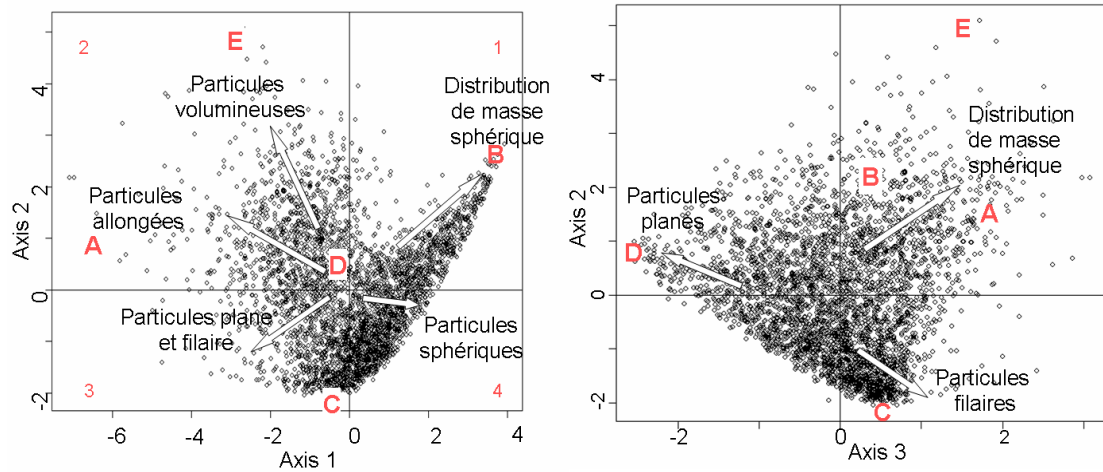 E
2
1
Particules
volumineuses
Distribution
de masse
sphérique
B
Particules
allongées
A
D
Particules plane
et filaire
Particules
sphériques
3
C
4
Axis 2
4
2
0
-2
-6
-4
-2
0
2
4
Axis 1
E
Distribution
de masse
sphérique
B
Particules
planes
A
D
Particules
filaires
C
Axis 2
4
2
0
-2
-2
0
2
Axis 3